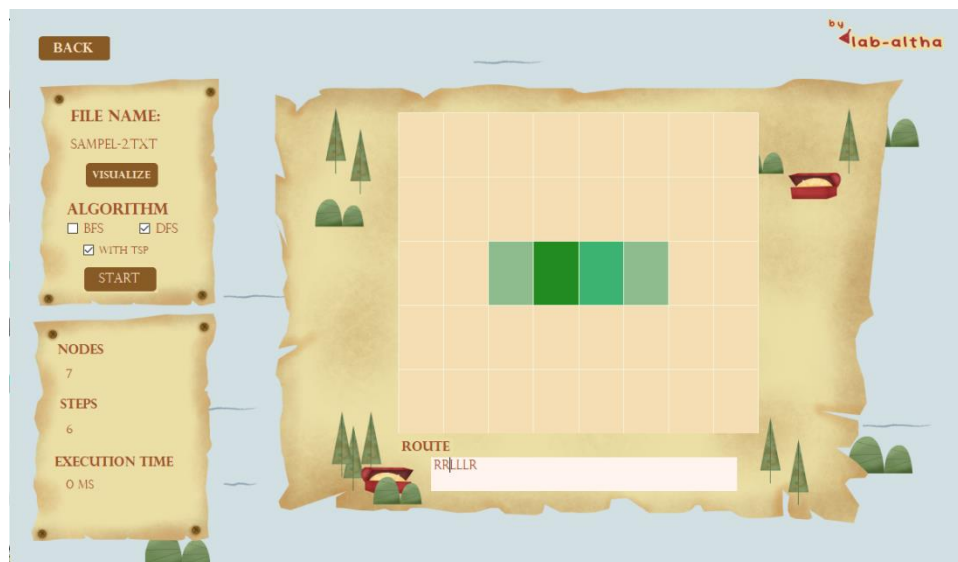 by
lab-altha
BACK
FILE NAME:
SAMPEL-2.TXT
VISUALIZE
ALGORITHM
BFS DFS
WITH TSP
START
NODES
7
STEPS
6
EXECUTION TIME
0 MS
ROUTE
RRLLLR